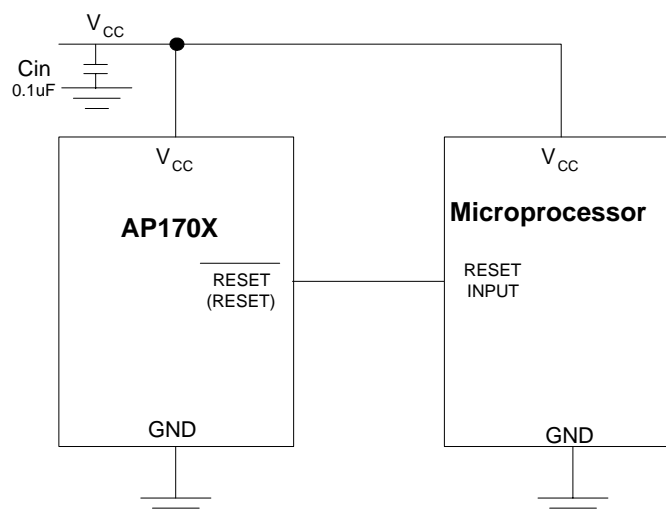 VCC
Cin
0.1uF
VCC
VCC
AP170X
Microprocessor
RESET
(RESET)
RESET
INPUT
GND
GND